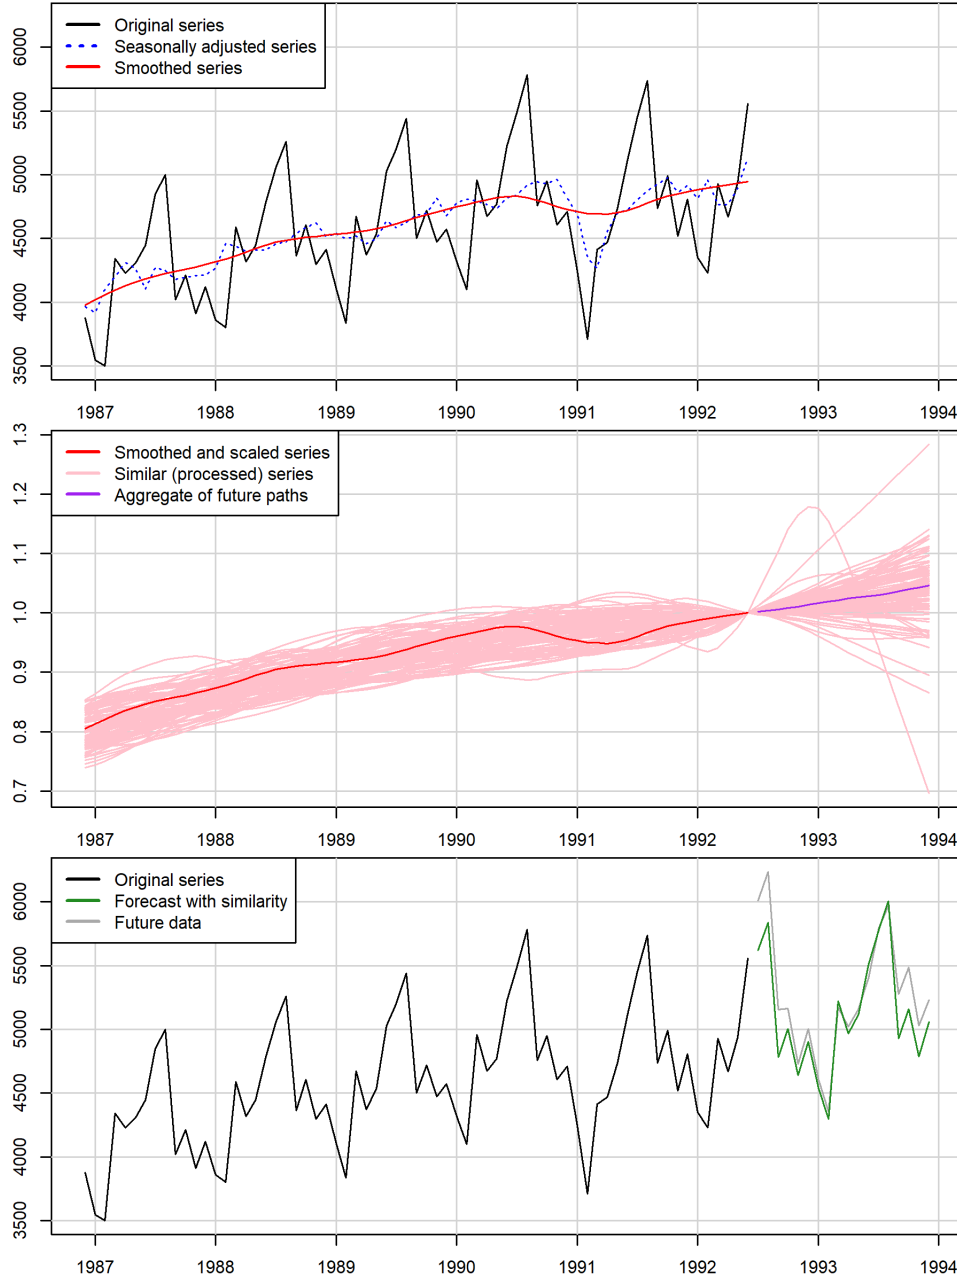 Original series
Seasonally adjusted series
Smoothed series
6000
5500
5000
4500
4000
3500
1987 1988 1989 1990 1991 1992 1993 1994
Smoothed and scaled series
Similar (processed) series
Aggregate of future paths
1.3
1.2
1.1
1.0
0.9
0.8
0.7
1987 1988 1989 1990 1991 1992 1993 1994
Original series
Forecast with similarity
Future data
6000
5500
5000
4500
4000
3500
1987 1988 1989 1990 1991 1992 1993 1994